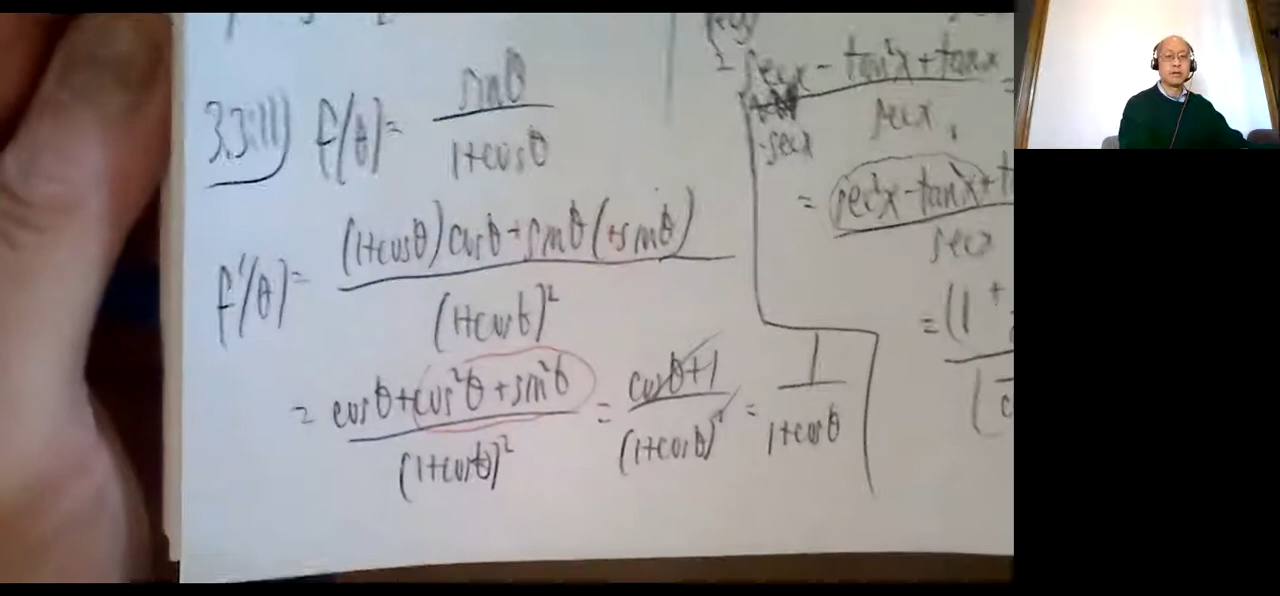 3.3:11) f(θ) = sinθ / 1+cosθ
f'(θ) = (1+cosθ)cosθ + sinθ(+sinθ) / (1+cosθ)²
= cosθ+cos²θ+sin²θ / (1+cosθ)² = cosθ+1 / (1+cosθ)² = 1 / 1+cosθ
secx - tan²x + tanx / secx =
secx
= sec²x - tan²x + t / secx
= (1 +